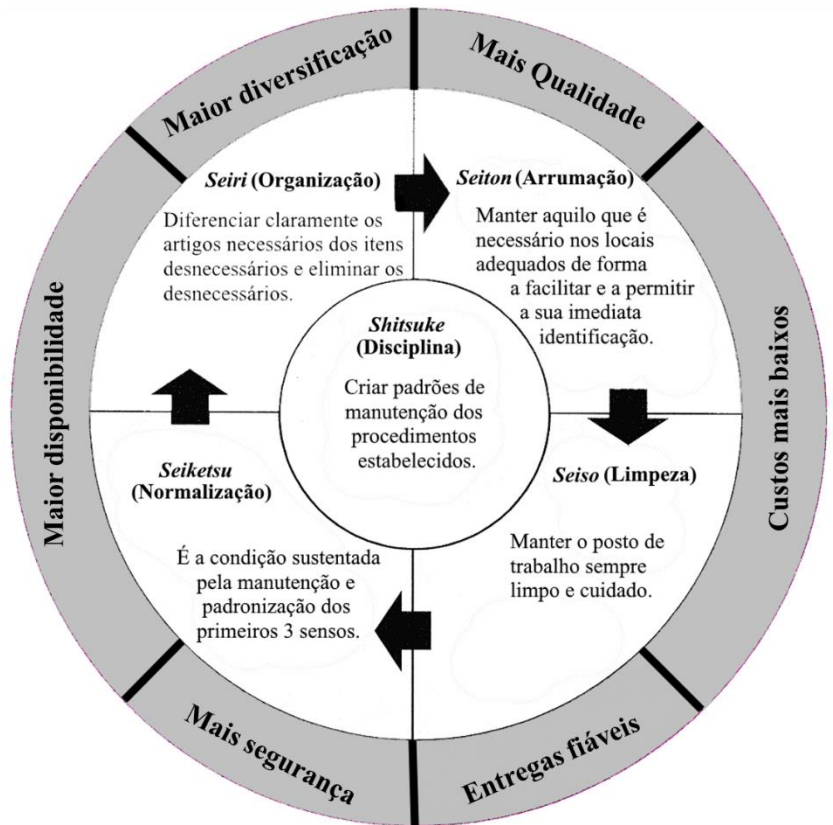 Maior diversificação
Mais Qualidade
Custos mais baixos
Entregas fiáveis
Mais segurança
Maior disponibilidade
Seiri (Organização)
Diferenciar claramente os
artigos necessários dos itens
desnecessários e eliminar os
desnecessários.
Seiton (Arrumação)
Manter aquilo que é
necessário nos locais
adequados de forma
a facilitar e a permitir
a sua imediata
identificação.
Shitsuke
(Disciplina)
Criar padrões de
manutenção dos
procedimentos
estabelecidos.
Seiso (Limpeza)
Manter o posto de
trabalho sempre
limpo e cuidado.
Seiketsu
(Normalização)
É a condição sustentada
pela manutenção e
padronização dos
primeiros 3 sensos.